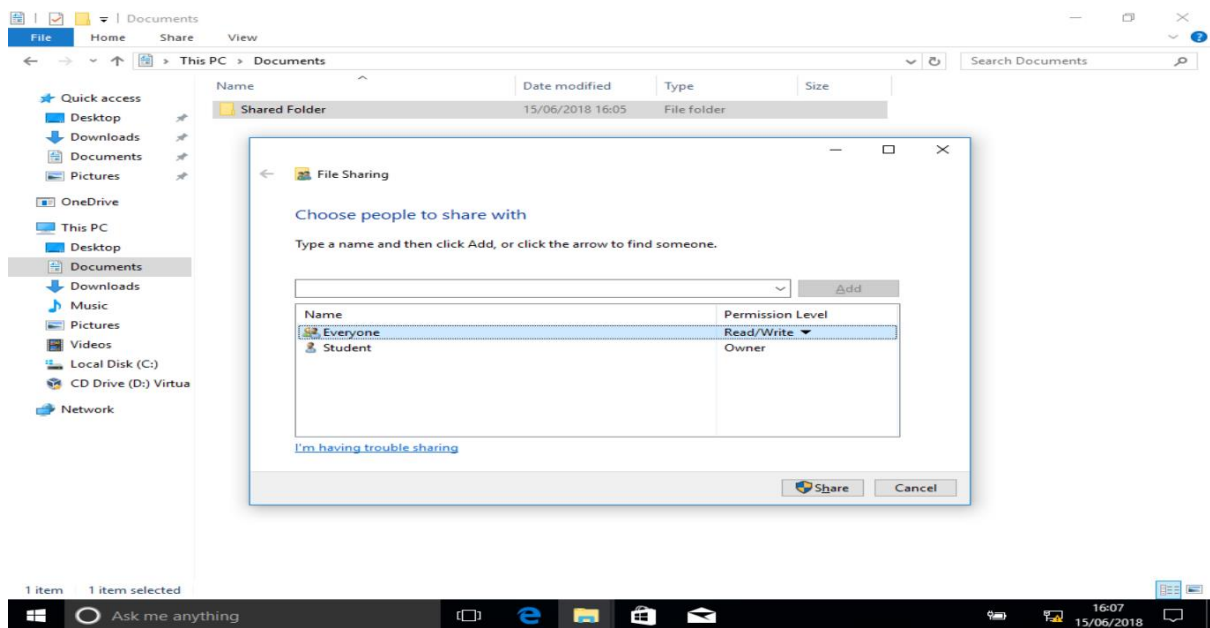 Documents
File Home Share View
This PC > Documents
Search Documents
Name Date modified Type Size
Shared Folder 15/06/2018 16:05 File folder
Quick access
Desktop
Downloads
Documents
Pictures
OneDrive
This PC
Desktop
Documents
Downloads
Music
Pictures
Videos
Local Disk (C:)
CD Drive (D:) Virtua
Network
File Sharing
Choose people to share with
Type a name and then click Add, or click the arrow to find someone.
Add
Name Permission Level
Everyone Read/Write
Student Owner
I'm having trouble sharing
Share Cancel
1 item 1 item selected
Ask me anything
16:07
15/06/2018